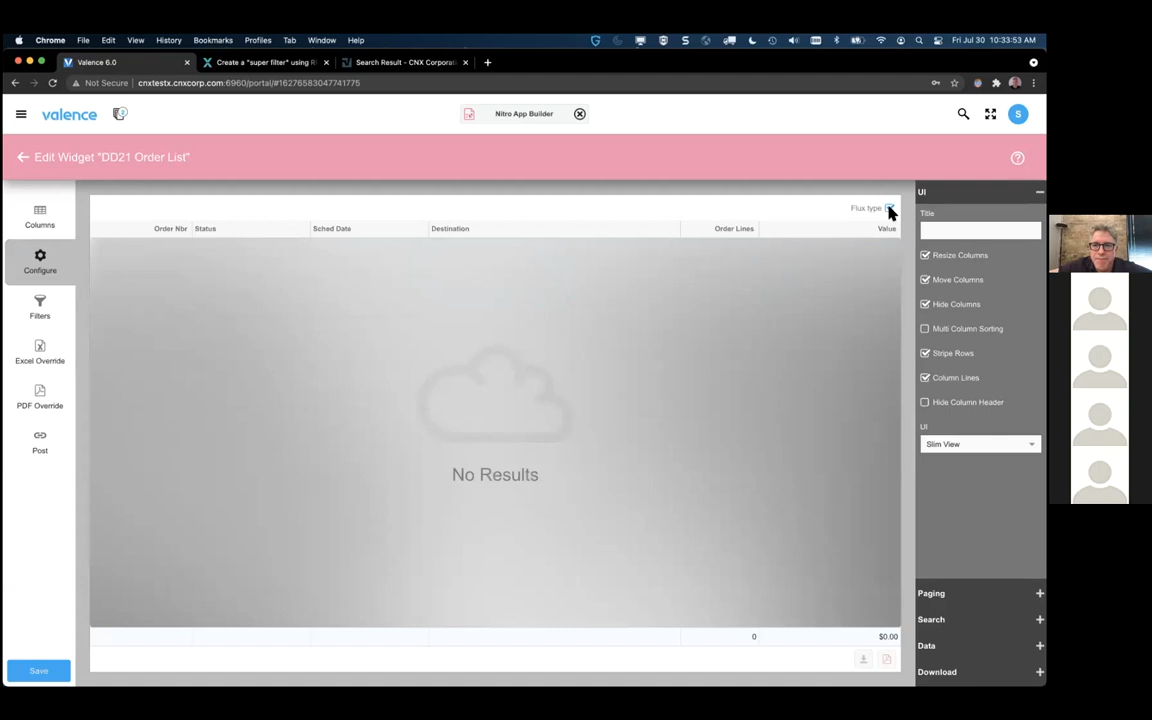 Chrome File Edit View History Bookmarks Profiles Tab Window Help Fri Jul 30 10:33:53 AM
Valence 6.0 Create a "super filter" using R Search Result - CNX Corporati
Not Secure cnxtestx.cnxcorp.com:6960/portal/#16276583047741775
valence Nitro App Builder S
Edit Widget "DD21 Order List"
Columns
Configure
Filters
Excel Override
PDF Override
Post
Save
Flux type
Order Nbr Status Sched Date Destination Order Lines Value
No Results
0 $0.00
UI
Title
Resize Columns
Move Columns
Hide Columns
Multi Column Sorting
Stripe Rows
Column Lines
Hide Column Header
UI
Slim View
Paging
Search
Data
Download